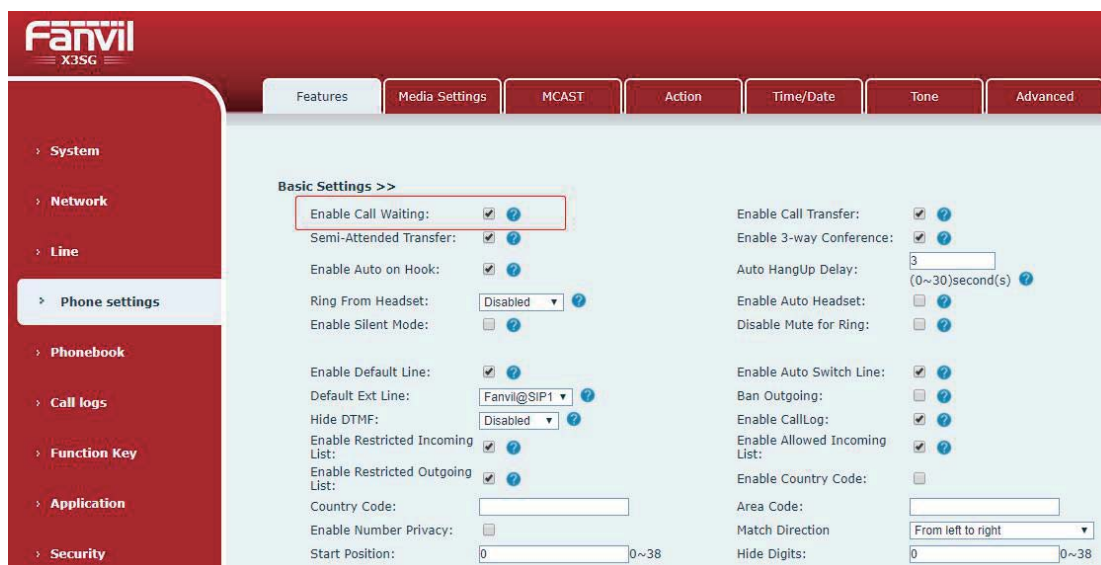 Fanvil
X3SG
Features Media Settings MCAST Action Time/Date Tone Advanced
› System
› Network
› Line
› Phone settings
› Phonebook
› Call logs
› Function Key
› Application
› Security
Basic Settings >>
Enable Call Waiting: Enable Call Transfer:
Semi-Attended Transfer: Enable 3-way Conference:
Enable Auto on Hook: Auto HangUp Delay: 3
(0~30)second(s)
Ring From Headset: Disabled Enable Auto Headset:
Enable Silent Mode: Disable Mute for Ring:
Enable Default Line: Enable Auto Switch Line:
Default Ext Line: Fanvil@SIP1 Ban Outgoing:
Hide DTMF: Disabled Enable CallLog:
Enable Restricted Incoming List: Enable Allowed Incoming List:
Enable Restricted Outgoing List: Enable Country Code:
Country Code: Area Code:
Enable Number Privacy: Match Direction From left to right
Start Position: 0 0~38 Hide Digits: 0 0~38